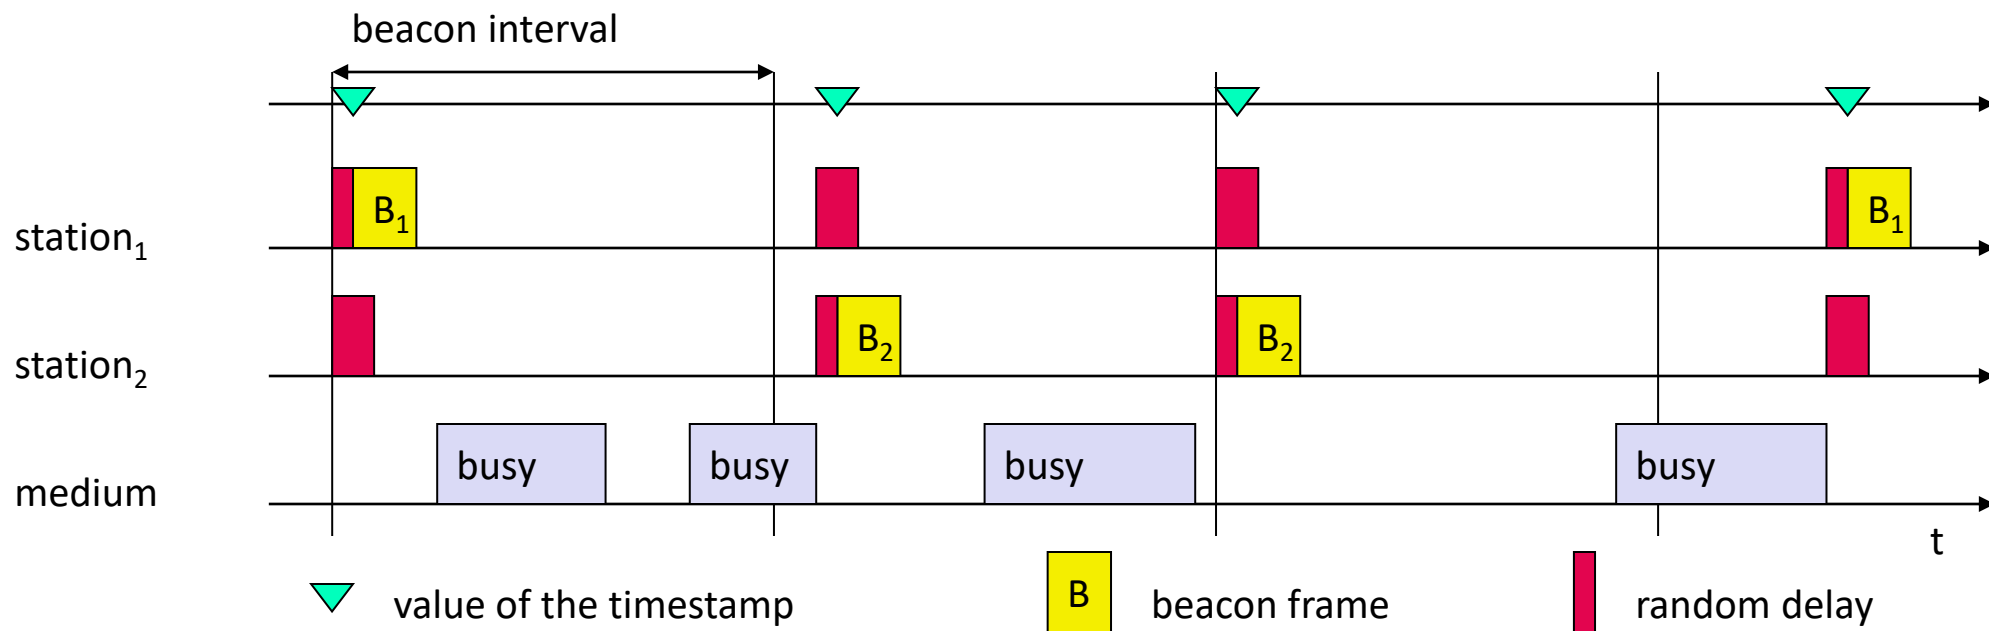 beacon interval
B₁ B₁
station₁
B₂ B₂
station₂
busy busy busy busy
medium
t
value of the timestamp B beacon frame random delay